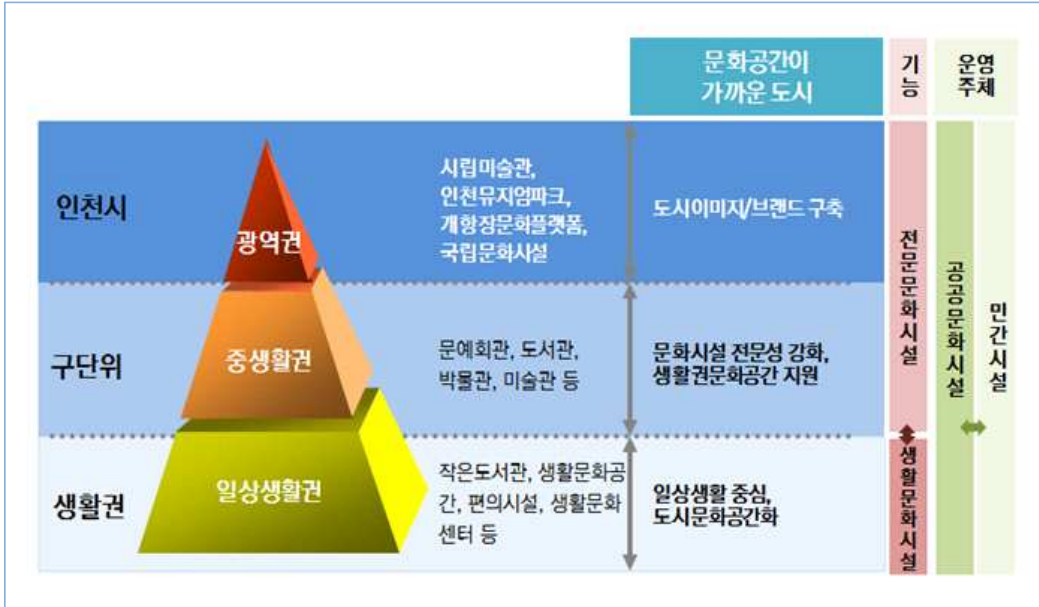 문화공간이
가까운 도시
기
능
운영
주체
인천시
광역권
시립미술관,
인천뮤지엄파크,
개항장문화플랫폼,
국립문화시설
도시이미지/브랜드 구축
구단위
중생활권
문예회관, 도서관,
박물관, 미술관 등
문화시설 전문성 강화,
생활권문화공간 지원
생활권
일상생활권
작은도서관, 생활문화공
간, 편의시설, 생활문화
센터 등
일상생활 중심,
도시문화공간화
전문문화시설
생활문화시설
공공문화시설
민간시설